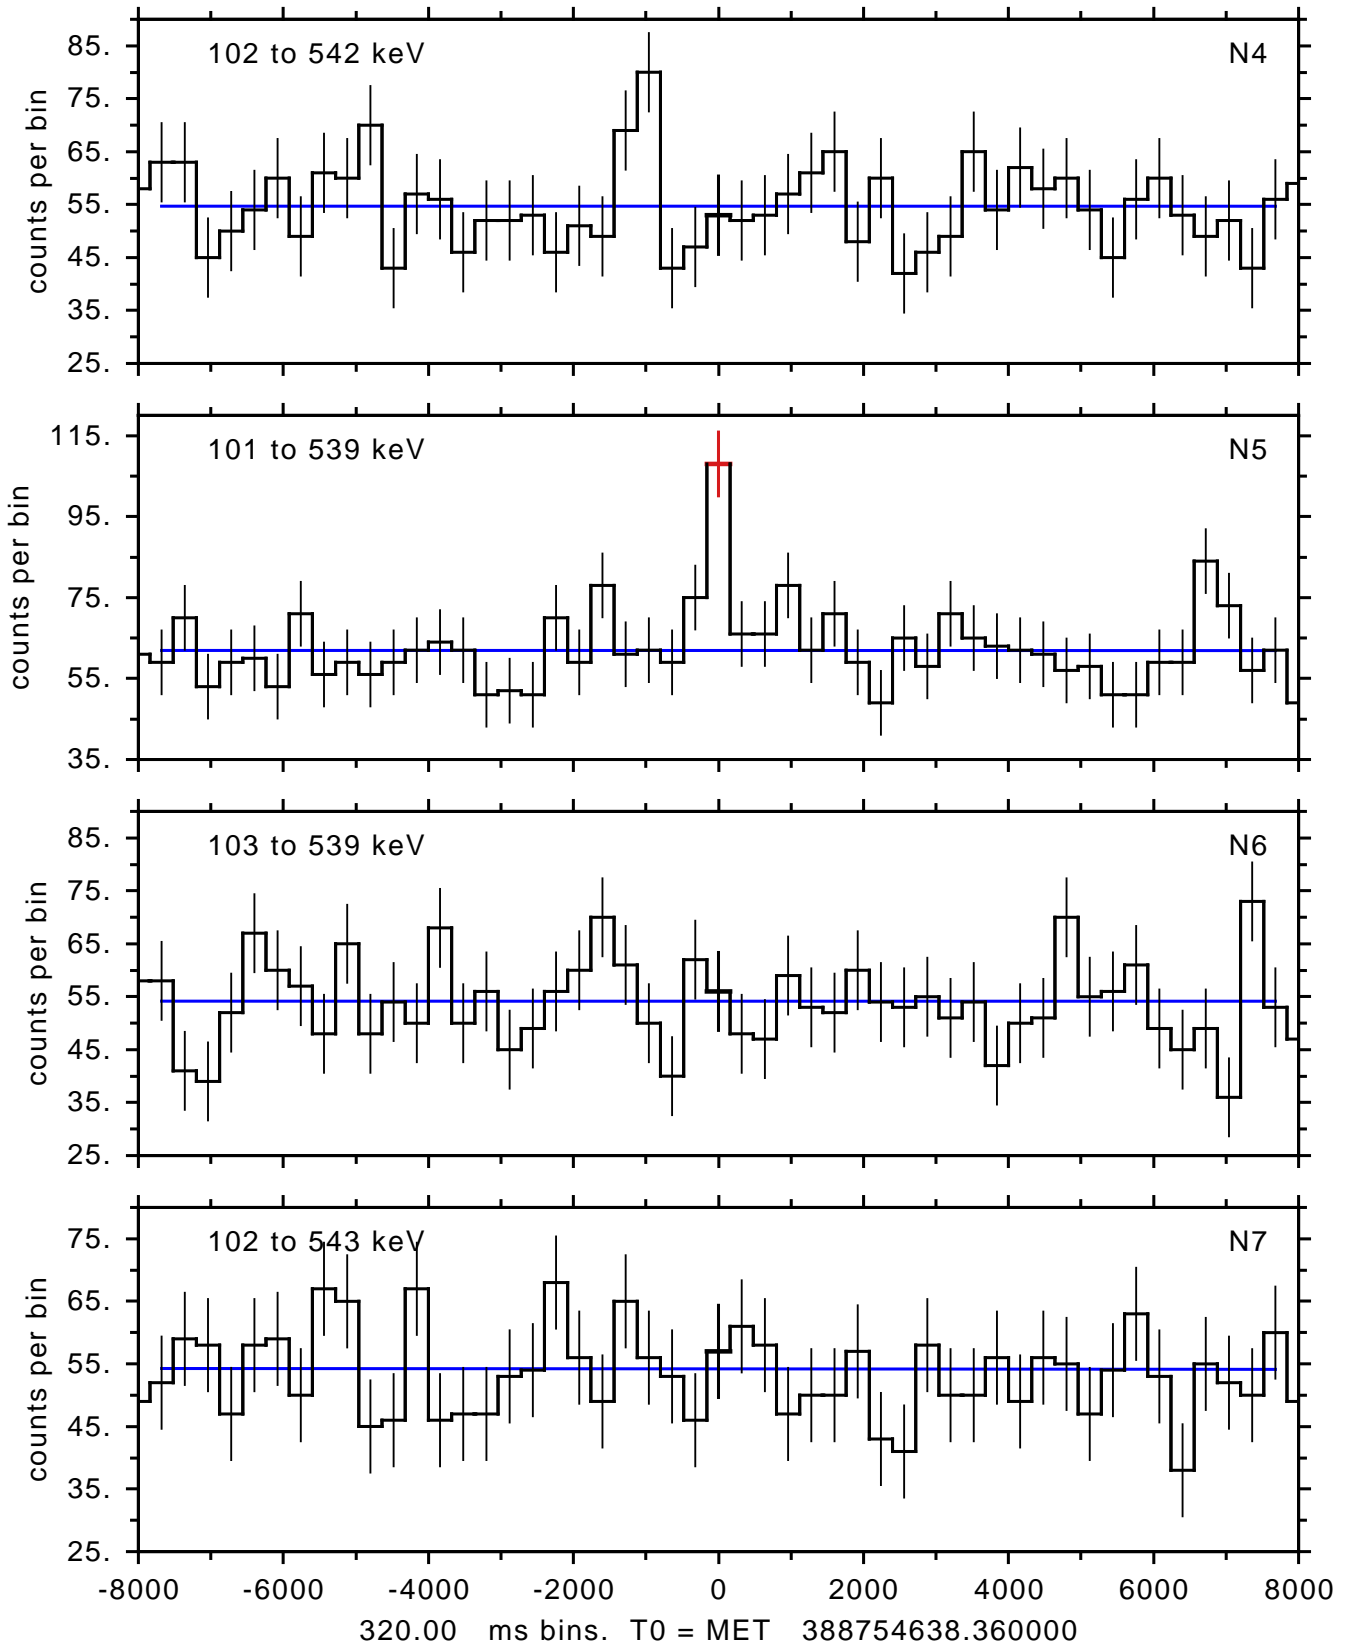 85.
75.
65.
55.
45.
35.
25.
counts per bin
102 to 542 keV
N4
115.
95.
75.
55.
35.
counts per bin
101 to 539 keV
N5
85.
75.
65.
55.
45.
35.
25.
counts per bin
103 to 539 keV
N6
75.
65.
55.
45.
35.
25.
counts per bin
102 to 543 keV
N7
-8000 -6000 -4000 -2000 0 2000 4000 6000 8000
320.00 ms bins. T0 = MET 388754638.360000